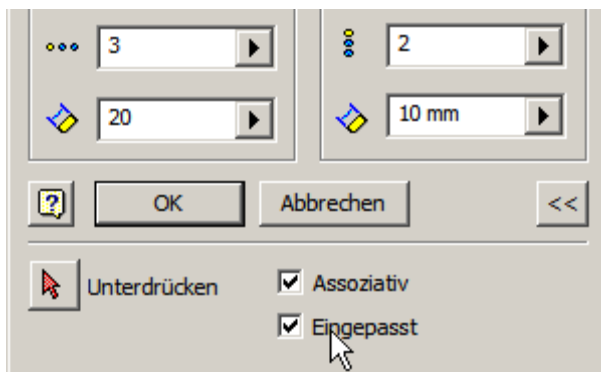 3
2
20
10 mm
?
OK
Abbrechen
<<
Unterdrücken
Assoziativ
Eingepasst